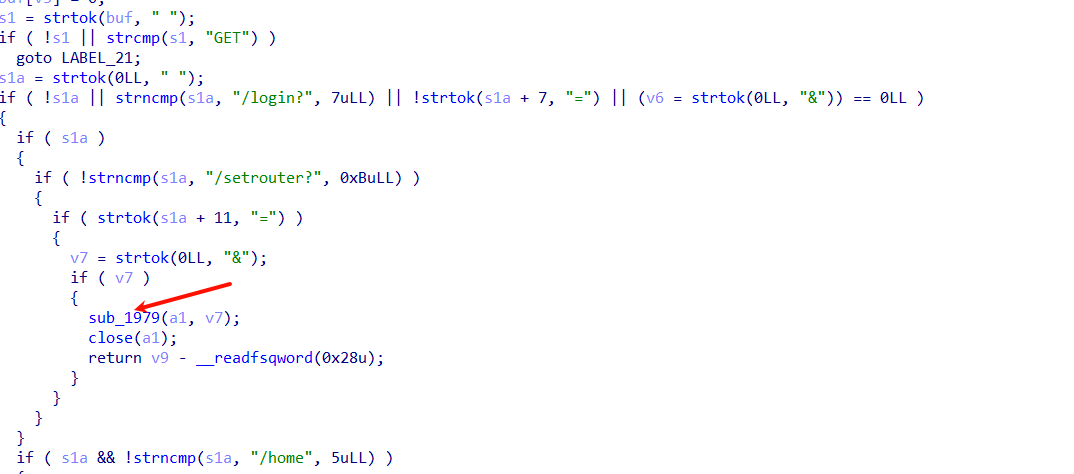 buf[v5] = 0;
s1 = strtok(buf, " ");
if ( !s1 || strcmp(s1, "GET") )
goto LABEL_21;
s1a = strtok(0LL, " ");
if ( !s1a || strncmp(s1a, "/login?", 7uLL) || !strtok(s1a + 7, "=") || (v6 = strtok(0LL, "&")) == 0LL )
{
if ( s1a )
{
if ( !strncmp(s1a, "/setrouter?", 0xBuLL) )
{
if ( strtok(s1a + 11, "=") )
{
v7 = strtok(0LL, "&");
if ( v7 )
{
sub_1979(a1, v7);
close(a1);
return v9 - __readfsqword(0x28u);
}
}
}
}
if ( s1a && !strncmp(s1a, "/home", 5uLL) )